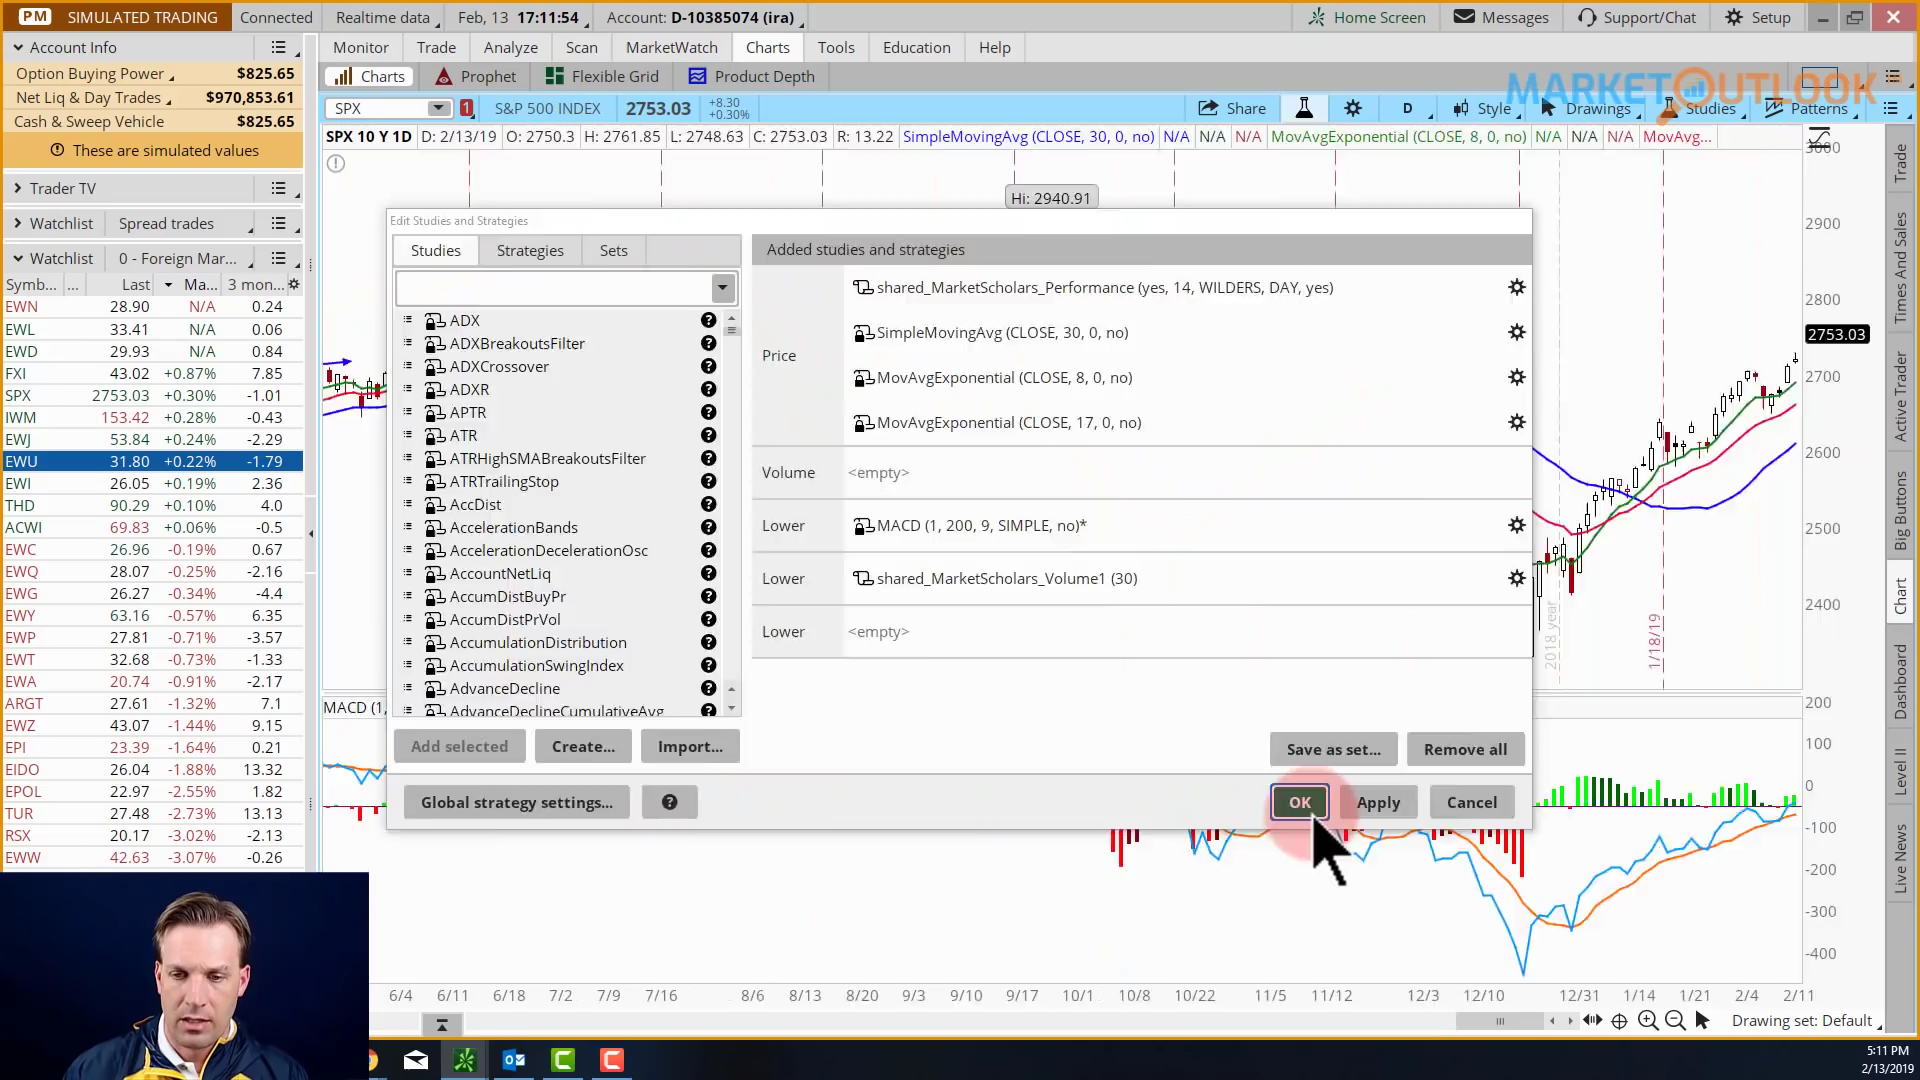 PM SIMULATED TRADING Connected Realtime data Feb, 13 17:11:54 Account: D-10385074 (ira) Home Screen Messages Support/Chat Setup
Account Info
Option Buying Power $825.65
Net Liq & Day Trades $970,853.61
Cash & Sweep Vehicle $825.65
These are simulated values
Trader TV
Watchlist Spread trades
Watchlist 0 - Foreign Mar...
Symb... ... Last Ma... 3 mon...
EWN 28.90 N/A 0.24
EWL 33.41 N/A 0.06
EWD 29.93 N/A 0.84
FXI 43.02 +0.87% 7.85
SPX 2753.03 +0.30% -1.01
IWM 153.42 +0.28% -0.43
EWJ 53.84 +0.24% -2.29
EWU 31.80 +0.22% -1.79
EWI 26.05 +0.19% 2.36
THD 90.29 +0.10% 4.0
ACWI 69.83 +0.06% -0.5
EWC 26.96 -0.19% 0.67
EWQ 28.07 -0.25% -2.16
EWG 26.27 -0.34% -4.4
EWY 63.16 -0.57% 6.35
EWP 27.81 -0.71% -3.57
EWT 32.68 -0.73% -1.33
EWA 20.74 -0.91% -2.17
ARGT 27.61 -1.32% 7.1
EWZ 43.07 -1.44% 9.15
EPI 23.39 -1.64% 0.21
EIDO 26.04 -1.88% 13.32
EPOL 22.97 -2.55% 1.82
TUR 27.48 -2.73% 13.13
RSX 20.17 -3.02% -2.13
EWW 42.63 -3.07% -0.26
Monitor Trade Analyze Scan MarketWatch Charts Tools Education Help
Charts Prophet Flexible Grid Product Depth
MARKETOUTLOOK
SPX 1 S&P 500 INDEX 2753.03 +8.30 +0.30% Share D Style Drawings Studies Patterns
SPX 10 Y 1D D: 2/13/19 O: 2750.3 H: 2761.85 L: 2748.63 C: 2753.03 R: 13.22 SimpleMovingAvg (CLOSE, 30, 0, no) N/A N/A N/A MovAvgExponential (CLOSE, 8, 0, no) N/A N/A N/A MovAvg...
Hi: 2940.91
Edit Studies and Strategies
Studies Strategies Sets
ADX
ADXBreakoutsFilter
ADXCrossover
ADXR
APTR
ATR
ATRHighSMABreakoutsFilter
ATRTrailingStop
AccDist
AccelerationBands
AccelerationDecelerationOsc
AccountNetLiq
AccumDistBuyPr
AccumDistPrVol
AccumulationDistribution
AccumulationSwingIndex
AdvanceDecline
AdvanceDeclineCumulativeAvg
Add selected Create... Import...
Global strategy settings...
Added studies and strategies
Price
shared_MarketScholars_Performance (yes, 14, WILDERS, DAY, yes)
SimpleMovingAvg (CLOSE, 30, 0, no)
MovAvgExponential (CLOSE, 8, 0, no)
MovAvgExponential (CLOSE, 17, 0, no)
Volume <empty>
Lower MACD (1, 200, 9, SIMPLE, no)*
Lower shared_MarketScholars_Volume1 (30)
Lower <empty>
Save as set... Remove all
OK Apply Cancel
3000
2900
2800
2753.03
2700
2600
2500
2400
2018 year
1/18/19
MACD (1,
200
100
0
-100
-200
-300
-400
6/4 6/11 6/18 7/2 7/9 7/16 8/6 8/13 8/20 9/3 9/10 9/17 10/1 10/8 10/22 11/5 11/12 12/3 12/10 12/31 1/14 1/21 2/4 2/11
Drawing set: Default
Trade
Times And Sales
Active Trader
Big Buttons
Chart
Dashboard
Level II
Live News
5:11 PM
2/13/2019